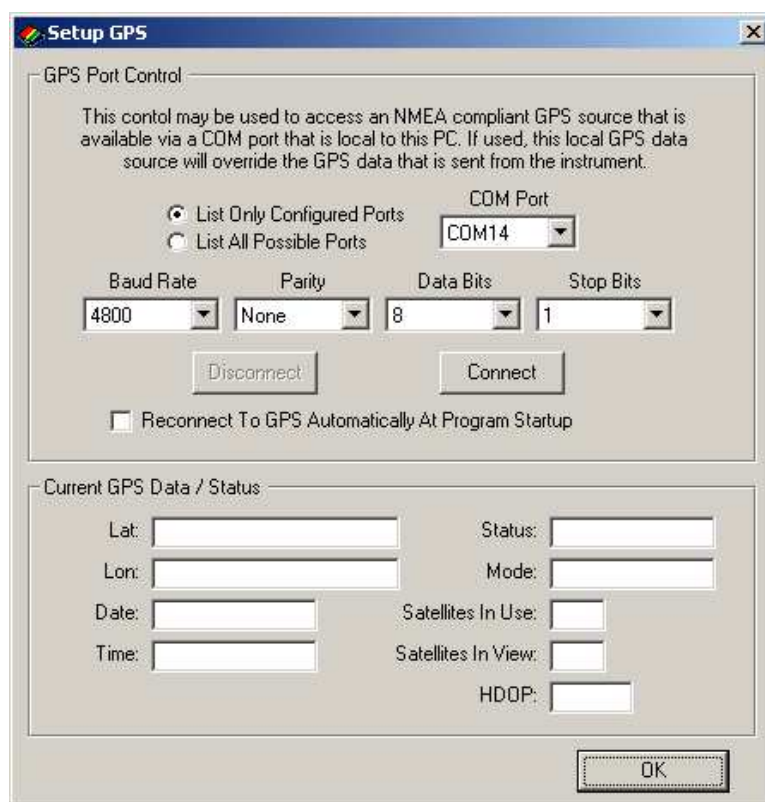 Setup GPS
GPS Port Control
This contol may be used to access an NMEA compliant GPS source that is
available via a COM port that is local to this PC. If used, this local GPS data
source will override the GPS data that is sent from the instrument.
COM Port
List Only Configured Ports
COM14
List All Possible Ports
Baud Rate Parity Data Bits Stop Bits
4800 None 8 1
Disconnect Connect
Reconnect To GPS Automatically At Program Startup
Current GPS Data / Status
Lat: Status:
Lon: Mode:
Date: Satellites In Use:
Time: Satellites In View:
HDOP:
OK